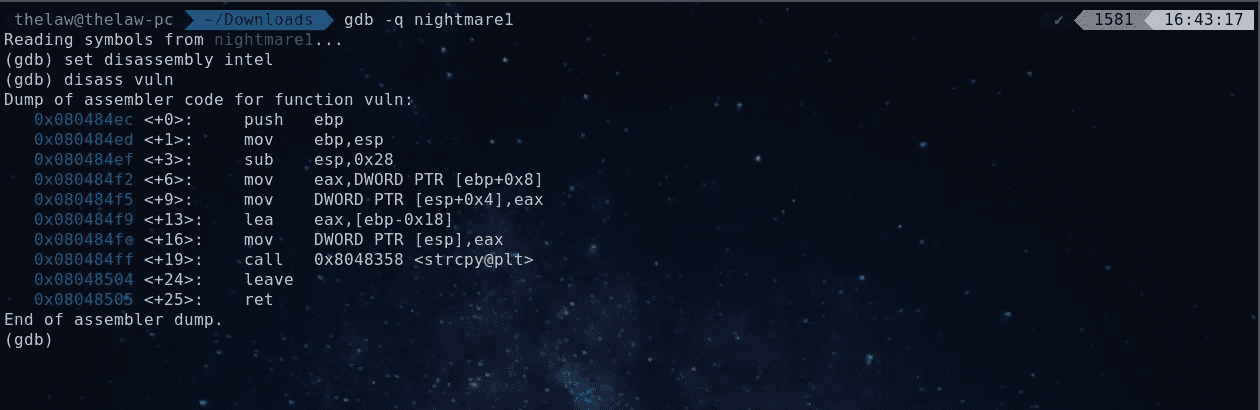 thelaw@thelaw-pc ~/Downloads gdb -q nightmare1 ✔ 1581 16:43:17
Reading symbols from nightmare1...
(gdb) set disassembly intel
(gdb) disass vuln
Dump of assembler code for function vuln:
   0x080484ec <+0>:     push   ebp
   0x080484ed <+1>:     mov    ebp,esp
   0x080484ef <+3>:     sub    esp,0x28
   0x080484f2 <+6>:     mov    eax,DWORD PTR [ebp+0x8]
   0x080484f5 <+9>:     mov    DWORD PTR [esp+0x4],eax
   0x080484f9 <+13>:    lea    eax,[ebp-0x18]
   0x080484fc <+16>:    mov    DWORD PTR [esp],eax
   0x080484ff <+19>:    call   0x8048358 <strcpy@plt>
   0x08048504 <+24>:    leave
   0x08048505 <+25>:    ret
End of assembler dump.
(gdb)